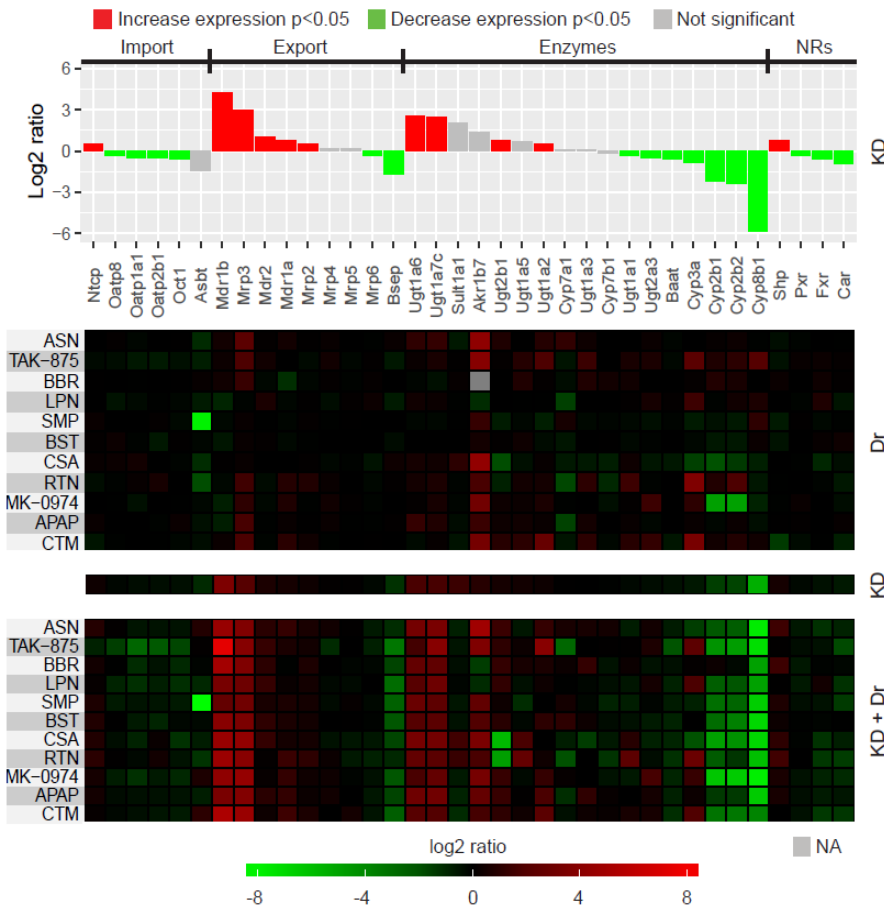 Increase expression p<0.05 Decrease expression p<0.05 Not significant
Import Export Enzymes NRs
6
3
0
−3
−6
Log2 ratio
KD
Ntcp Oatp8 Oatp1a1 Oatp2b1 Oct1 Asbt Mdr1b Mrp3 Mdr2 Mdr1a Mrp2 Mrp4 Mrp5 Mrp6 Bsep Ugt1a6 Ugt1a7c Sult1a1 Akr1b7 Ugt2b1 Ugt1a5 Ugt1a2 Cyp7a1 Ugt1a3 Cyp7b1 Ugt1a1 Ugt2a3 Baat Cyp3a Cyp2b1 Cyp2b2 Cyp8b1 Shp Pxr Fxr Car
ASN
TAK−875
BBR
LPN
SMP
BST
CSA
RTN
MK−0974
APAP
CTM
Dr
KD
ASN
TAK−875
BBR
LPN
SMP
BST
CSA
RTN
MK−0974
APAP
CTM
KD + Dr
log2 ratio NA
-8 -4 0 4 8